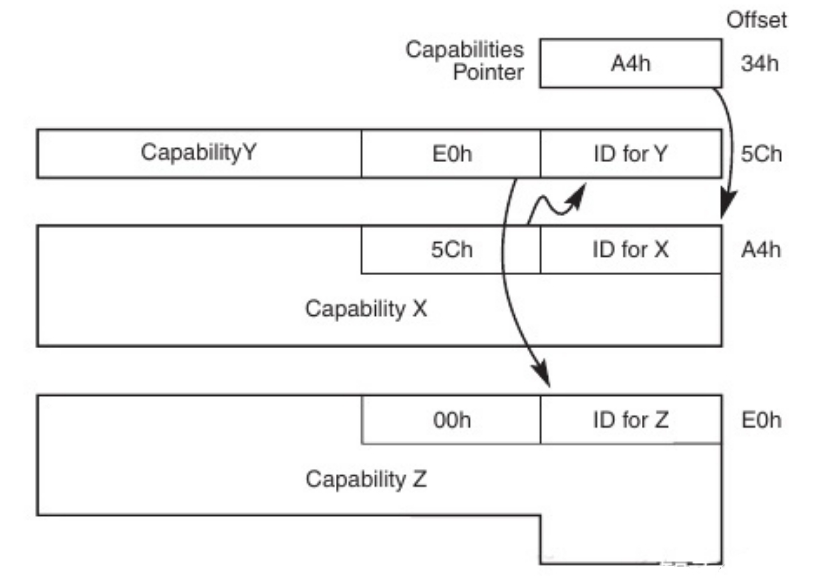 Offset
Capabilities Pointer A4h 34h
CapabilityY E0h ID for Y 5Ch
5Ch ID for X A4h
Capability X
00h ID for Z E0h
Capability Z